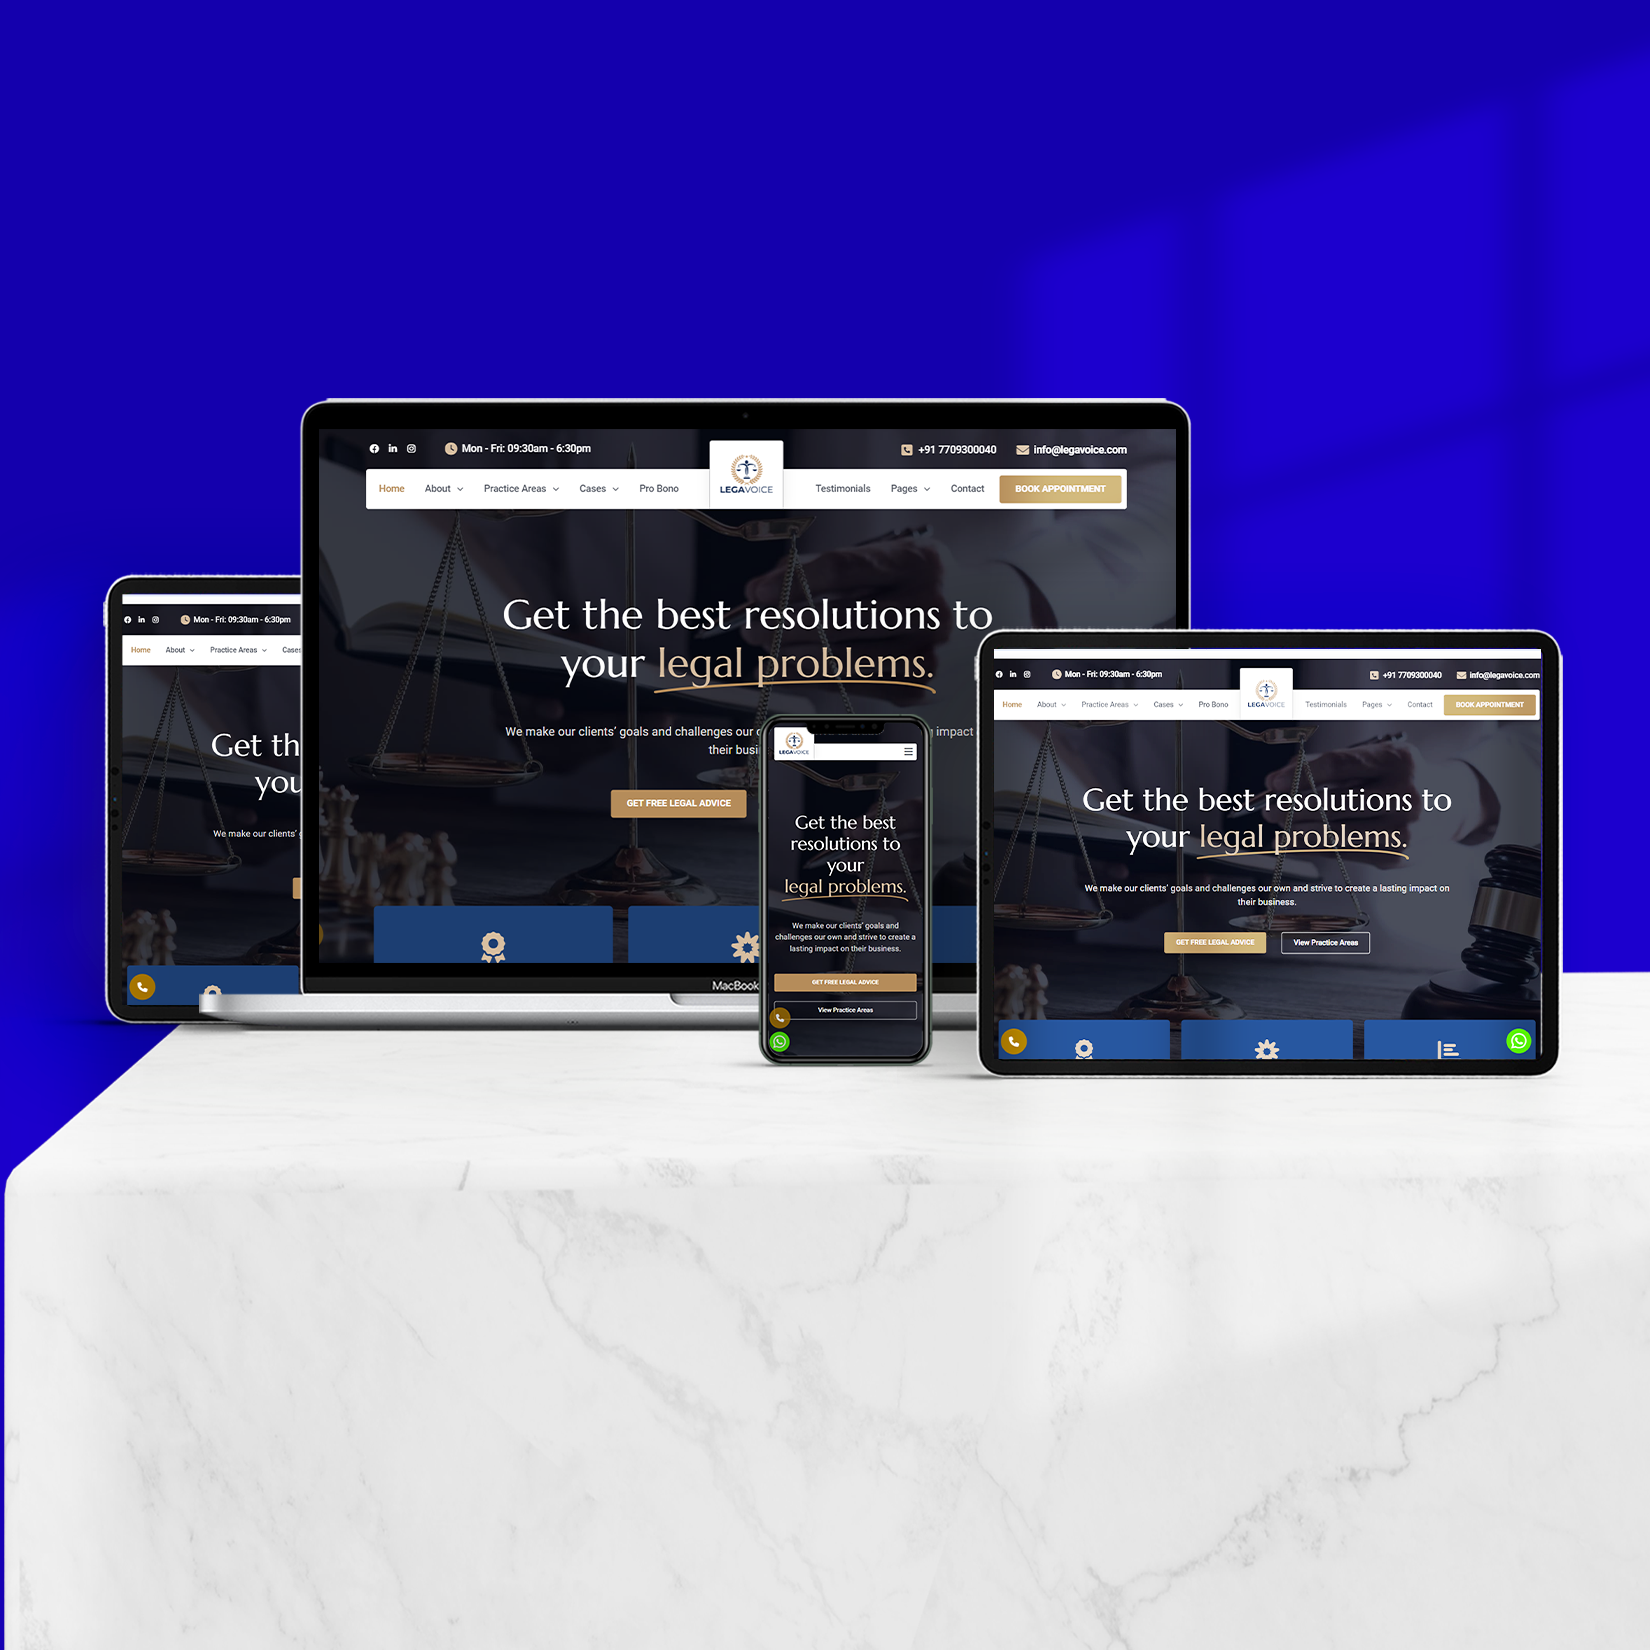 Mon - Fri: 09:30am - 6:30pm
+91 7709300040
info@legavoice.com
Home
About
Practice Areas
Cases
Pro Bono
LEGAVOICE
Testimonials
Pages
Contact
BOOK APPOINTMENT
Get the best resolutions to
your legal problems.
We make our clients' goals and challenges our
impact
their
GET FREE LEGAL ADVICE
MacBook
Mon - Fri: 09:30am - 6:30pm
Home
About
Practice Areas
Cases
Get th
you
We make our clients'
LEGAVOICE
Get the best
resolutions to
your
legal problems.
We make our clients' goals and
challenges our own and strive to create a
lasting impact on their business.
GET FREE LEGAL ADVICE
View Practice Areas
Mon - Fri: 09:30am - 6:30pm
+91 7709300040
info@legavoice.com
Home
About
Practice Areas
Cases
Pro Bono
LEGAVOICE
Testimonials
Pages
Contact
BOOK APPOINTMENT
Get the best resolutions to
your legal problems.
We make our clients' goals and challenges our own and strive to create a lasting impact on
their business.
GET FREE LEGAL ADVICE
View Practice Areas